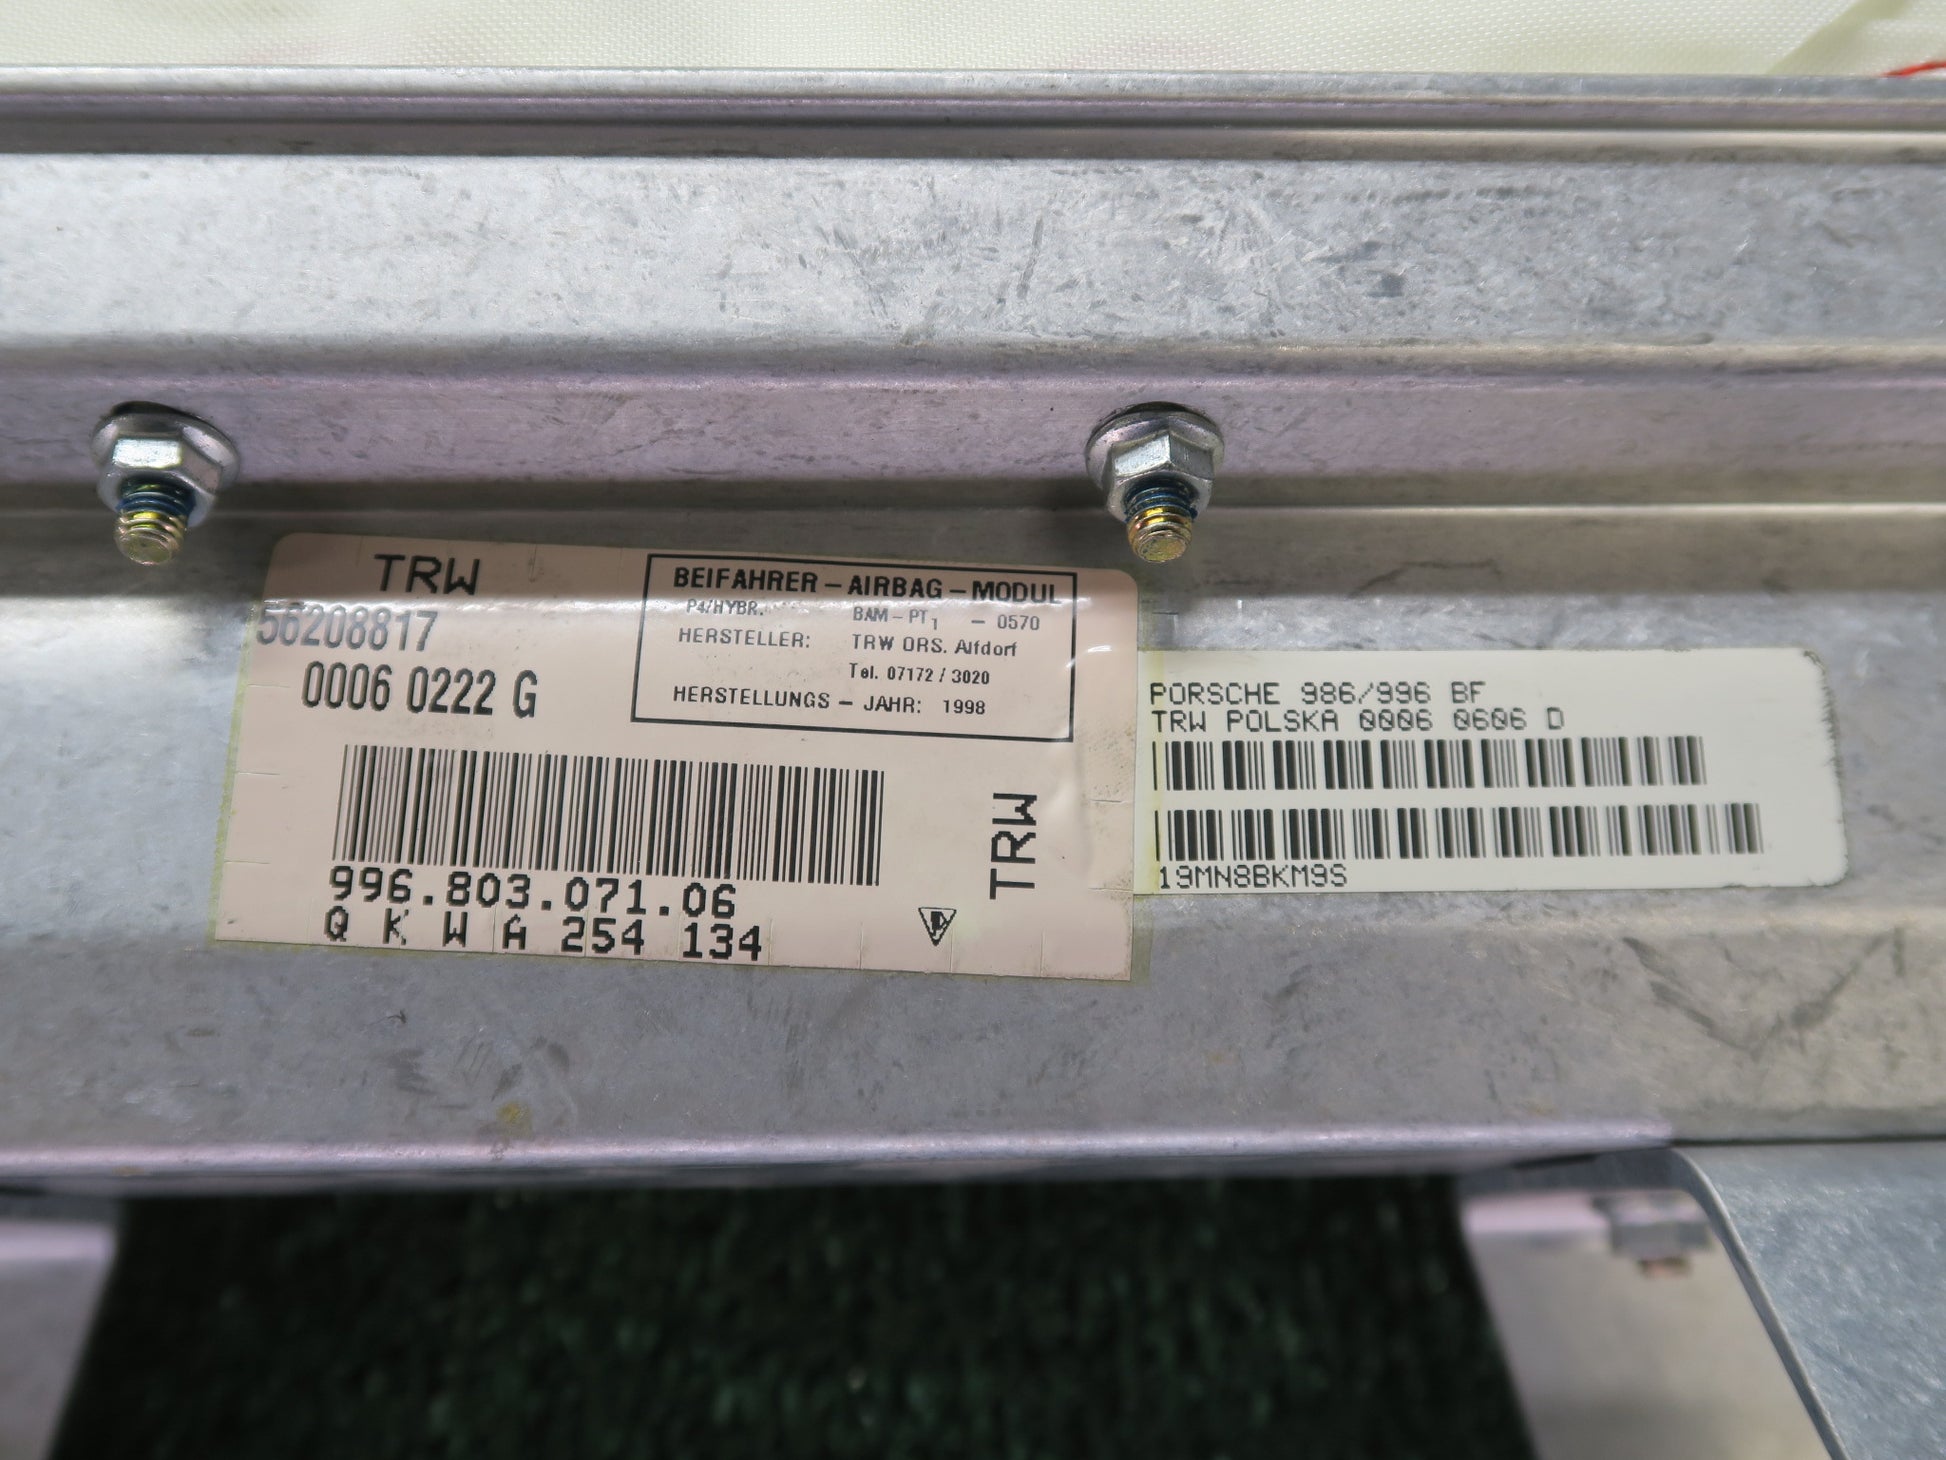 TRW
56208817
0006 0222 G
BEIFAHRER – AIRBAG – MODUL
P4/HYBR. BAM – PT1 – 0570
HERSTELLER: TRW ORS. Alfdorf
Tel. 07172 / 3020
HERSTELLUNGS – JAHR: 1998
996.803.071.06
Q K W A 254 134
TRW
PORSCHE 986/996 BF
TRW POLSKA 0006 0606 D
19MN8BKM9S